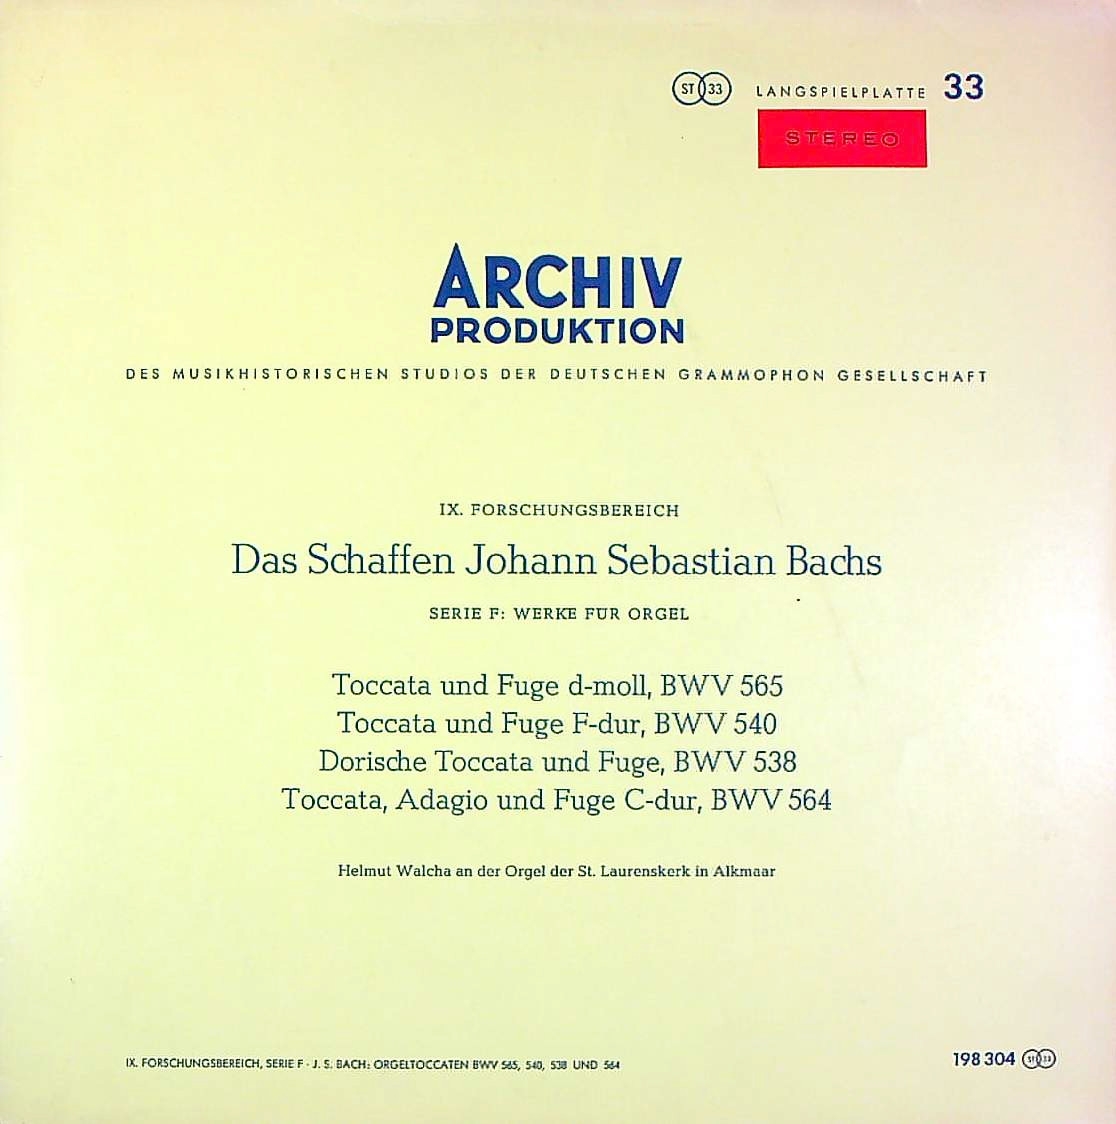 ST 33 LANGSPIELPLATTE 33
STEREO
ARCHIV
PRODUKTION
DES MUSIKHISTORISCHEN STUDIOS DER DEUTSCHEN GRAMMOPHON GESELLSCHAFT
IX. FORSCHUNGSBEREICH
Das Schaffen Johann Sebastian Bachs
SERIE F: WERKE FÜR ORGEL
Toccata und Fuge d-moll, BWV 565
Toccata und Fuge F-dur, BWV 540
Dorische Toccata und Fuge, BWV 538
Toccata, Adagio und Fuge C-dur, BWV 564
Helmut Walcha an der Orgel der St. Laurenskerk in Alkmaar
IX. FORSCHUNGSBEREICH, SERIE F · J. S. BACH: ORGELTOCCATEN BWV 565, 540, 538 UND 564
198 304 ST 33